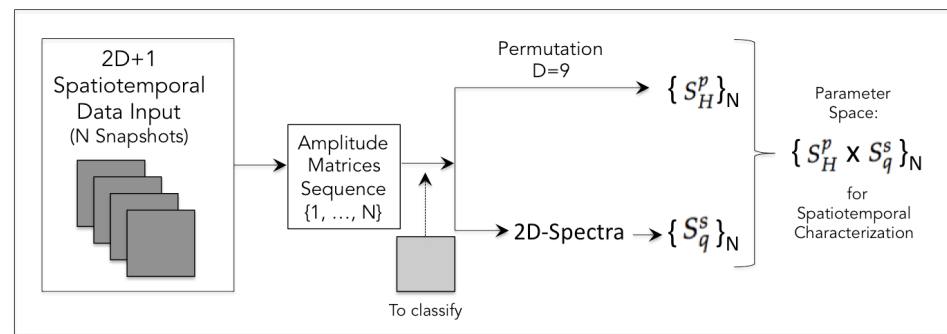 2D+1
Spatiotemporal
Data Input
(N Snapshots)
Amplitude
Matrices
Sequence
{1, ..., N}
To classify
Permutation
D=9
{ S_H^p }_N
2D-Spectra
{ S_q^s }_N
Parameter
Space:
{ S_H^p x S_q^s }_N
for
Spatiotemporal
Characterization